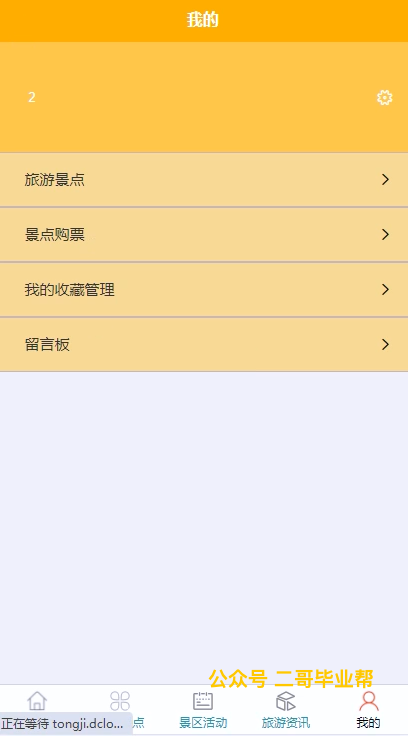 我的
2
旅游景点
景点购票
我的收藏管理
留言板
公众号 二哥毕业帮
点
景区活动
旅游资讯
我的
正在等待 tongji.dclo...